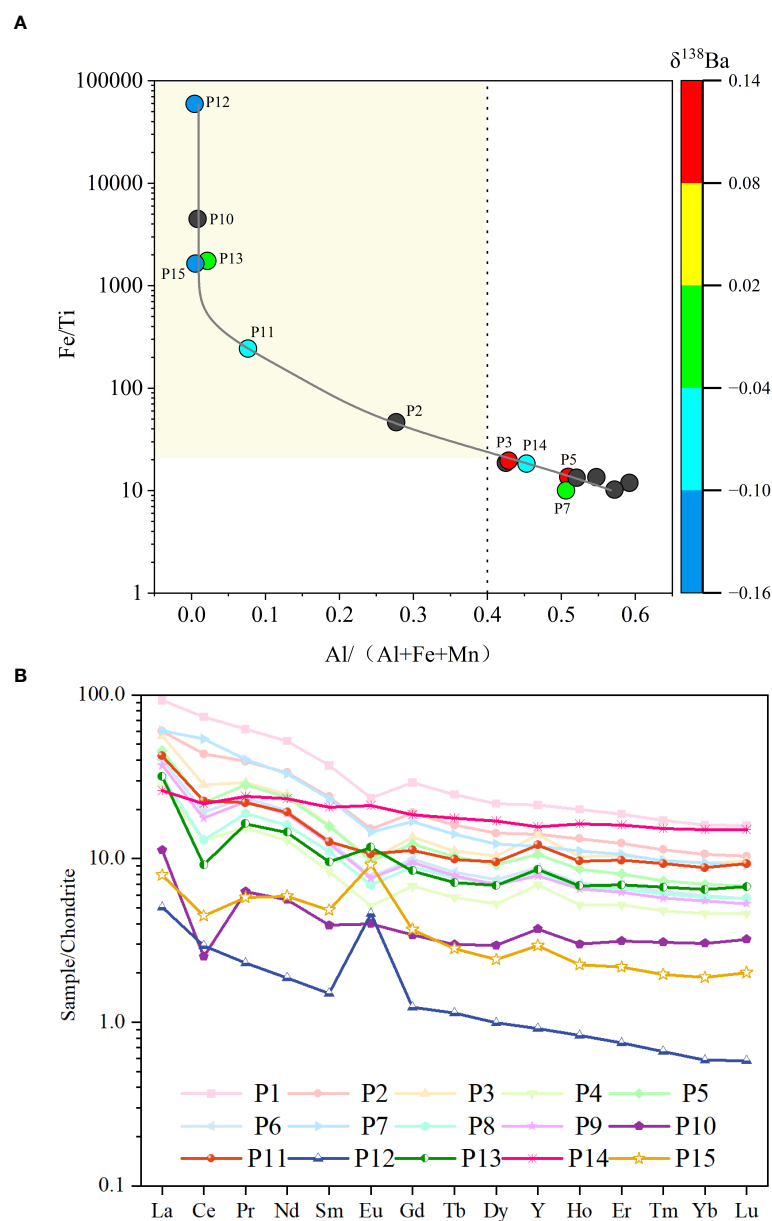 A
δ138Ba
100000
10000
1000
100
10
1
Fe/Ti
P12
P10
P13
P15
P11
P2
P3
P14
P5
P7
0.14
0.08
0.02
−0.04
−0.10
−0.16
0.0 0.1 0.2 0.3 0.4 0.5 0.6
Al/（Al+Fe+Mn）
B
100.0
10.0
1.0
0.1
Sample/Chondrite
P1 P2 P3 P4 P5
P6 P7 P8 P9 P10
P11 P12 P13 P14 P15
La Ce Pr Nd Sm Eu Gd Tb Dy Y Ho Er Tm Yb Lu